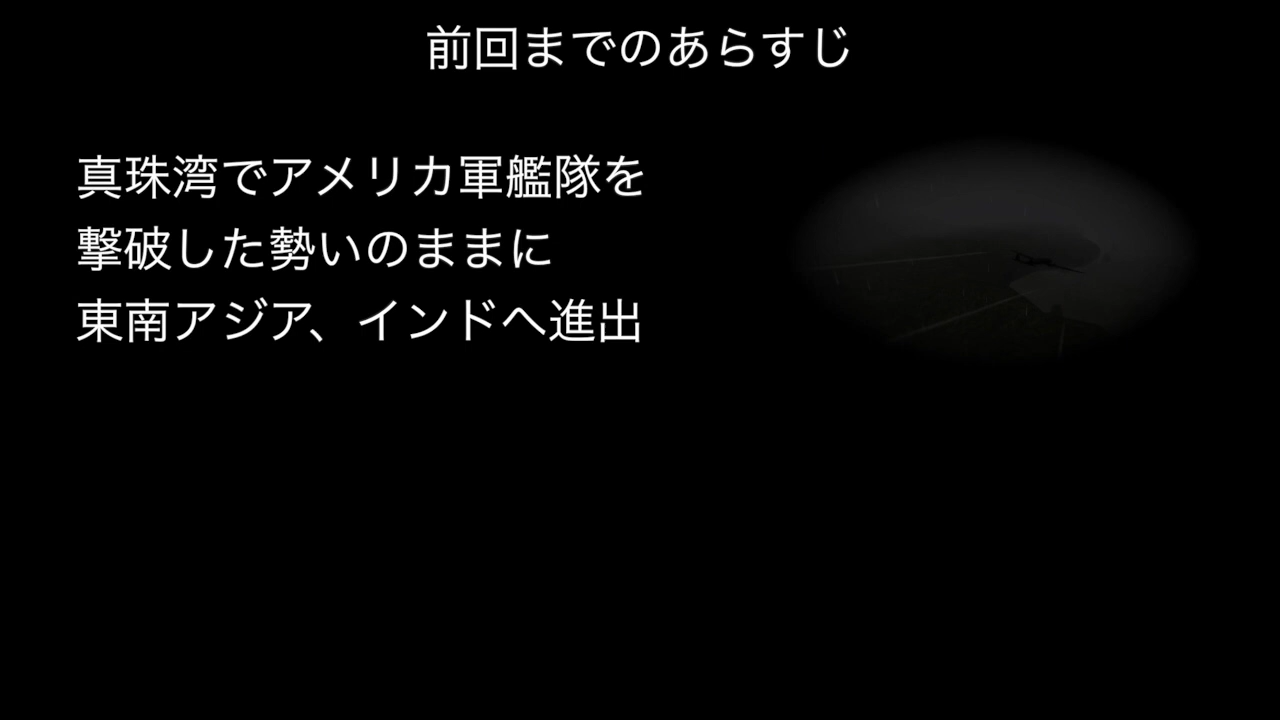 前回までのあらすじ
真珠湾でアメリカ軍艦隊を
撃破した勢いのままに
東南アジア、インドへ進出